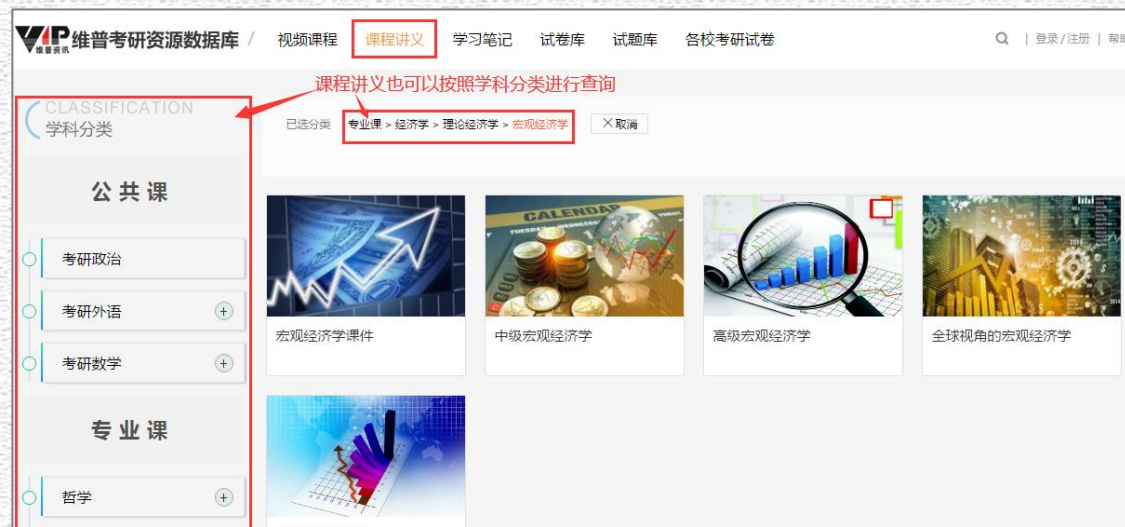 VIP 维普考研资源数据库 / 视频课程 课程讲义 学习笔记 试卷库 试题库 各校考研试卷 | 登录/注册 | 帮助
维普资讯
课程讲义也可以按照学科分类进行查询
CLASSIFICATION
学科分类
已选分类 专业课 > 经济学 > 理论经济学 > 宏观经济学 ×取消
公共课
考研政治
考研外语
考研数学
专业课
哲学
CALENDAR
宏观经济学课件
中级宏观经济学
高级宏观经济学
全球视角的宏观经济学